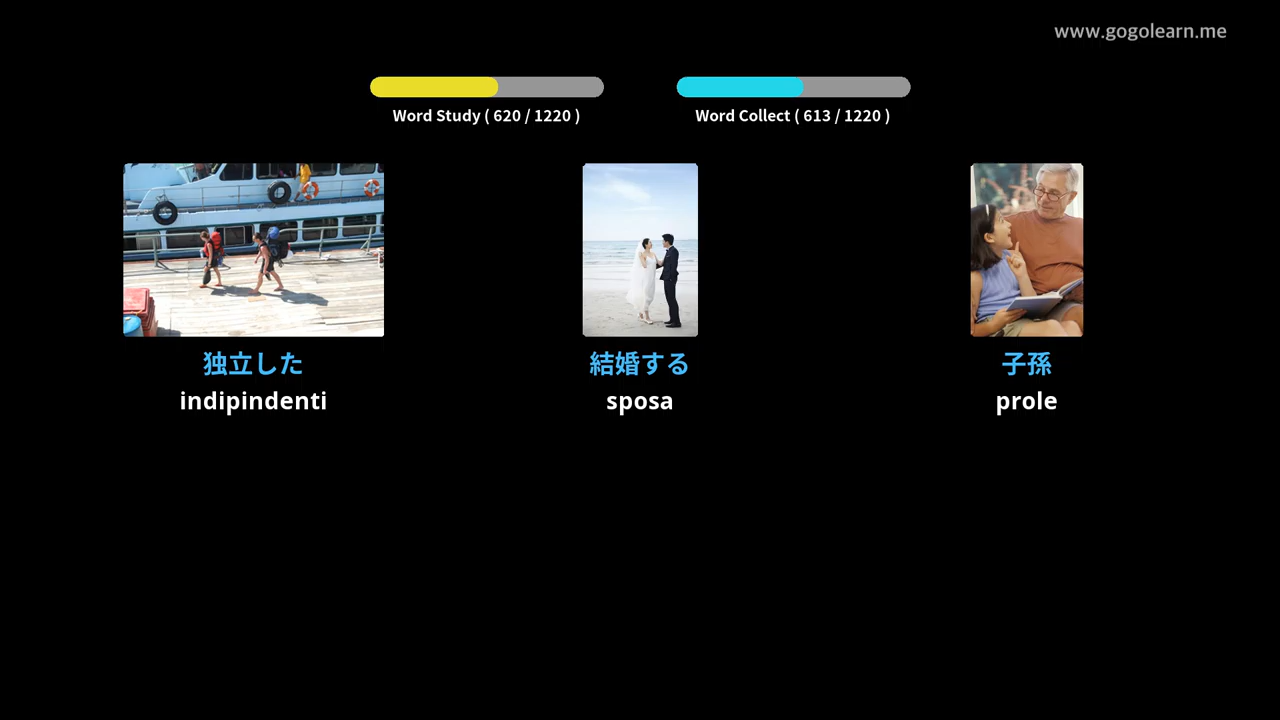 www.gogolearn.me
Word Study ( 620 / 1220 )
Word Collect ( 613 / 1220 )
独立した
indipindenti
結婚する
sposa
子孫
prole